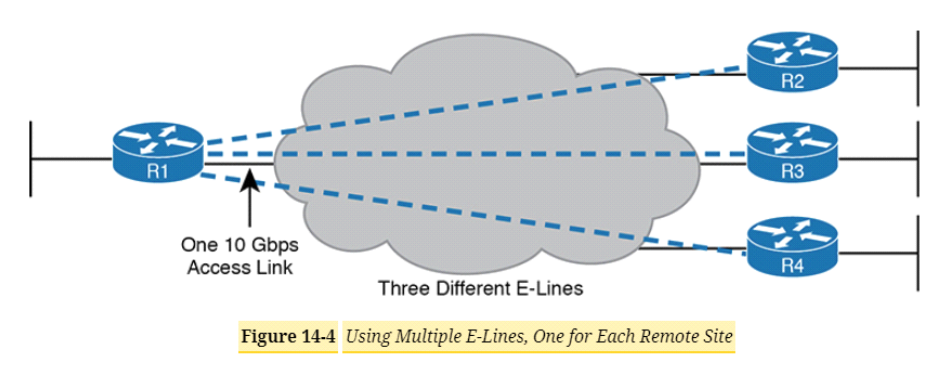 R2
R1
R3
One 10 Gbps
Access Link
R4
Three Different E-Lines
Figure 14-4 Using Multiple E-Lines, One for Each Remote Site